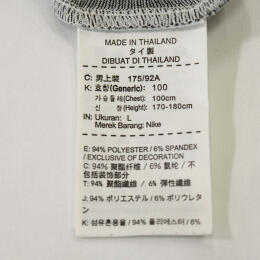 MADE IN THAILAND
タイ製
DIBUAT DI THAILAND
C: 男上装 175/92A
K: 호칭(Generic): 100
가슴둘레(Chest): 100cm
신 장(Height): 170-180cm
IN: Ukuran: L
Merek Barang: Nike
E: 94% POLYESTER / 6% SPANDEX
/ EXCLUSIVE OF DECORATION
C: 94% 聚酯纤维 / 6% 氨纶 / 不
包括装饰部分
T: 94% 聚酯纖維 / 6% 彈性纖維
J: 94% ポリエステル / 6% ポリウレタ
ン
K: 섬유혼용율 / 94% 폴리에스터 / 6%